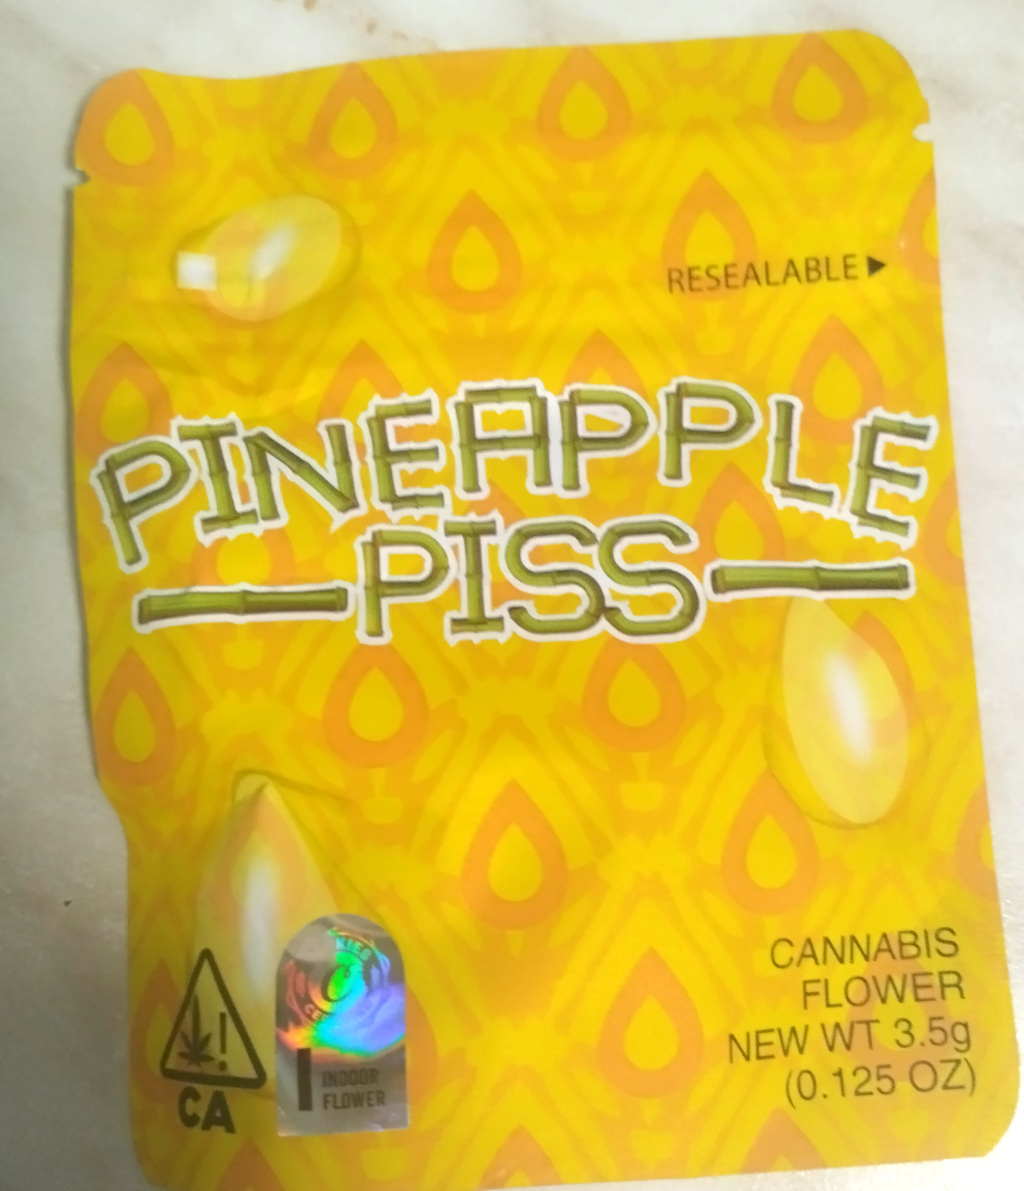 RESEALABLE
PINEAPPLE
PISS
CANNABIS
FLOWER
NEW WT 3.5g
(0.125 OZ)
CA
INDOOR
FLOWER